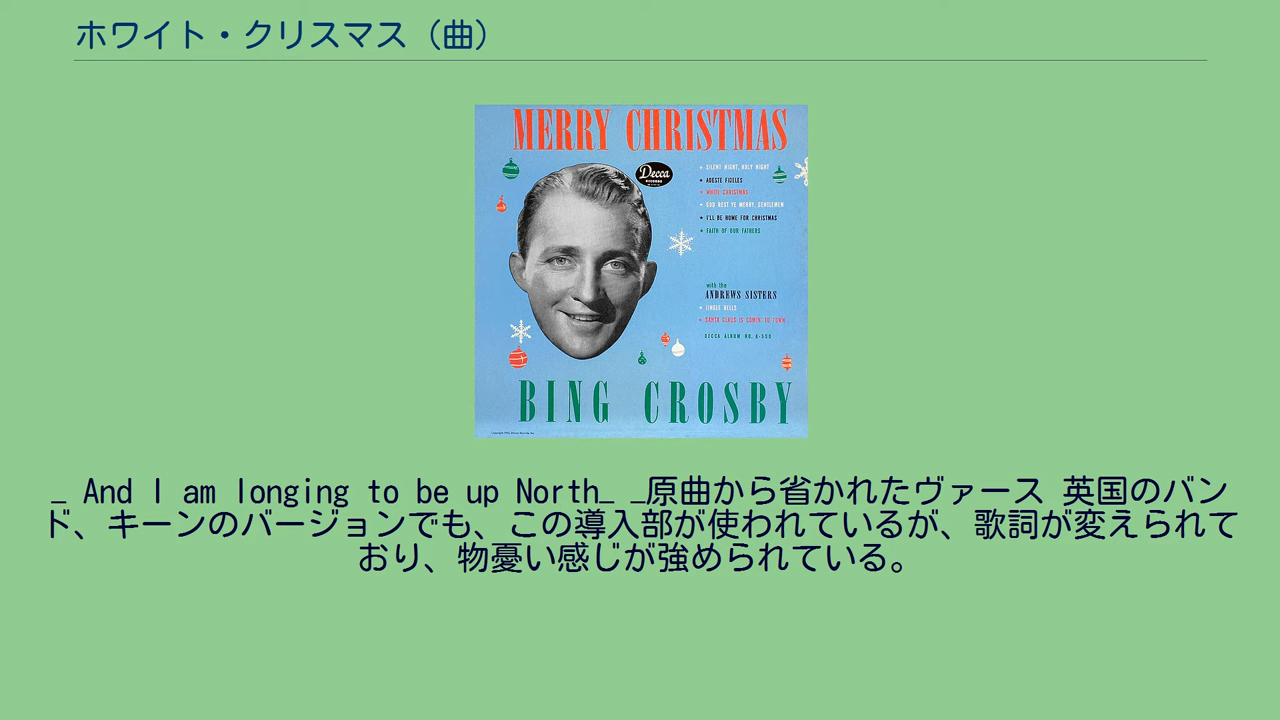 ホワイト・クリスマス（曲）
MERRY CHRISTMAS
Decca
RECORDS
• SILENT NIGHT, HOLY NIGHT
• ADESTE FIDELES
• WHITE CHRISTMAS
• GOD REST YE MERRY, GENTLEMEN
• I'LL BE HOME FOR CHRISTMAS
• FAITH OF OUR FATHERS
with the
ANDREWS SISTERS
• JINGLE BELLS
• SANTA CLAUS IS COMIN' TO TOWN
DECCA ALBUM NO. A-550
BING CROSBY
_ And I am longing to be up North_ _原曲から省かれたヴァース 英国のバン
ド、キーンのバージョンでも、この導入部が使われているが、歌詞が変えられて
おり、物憂い感じが強められている。